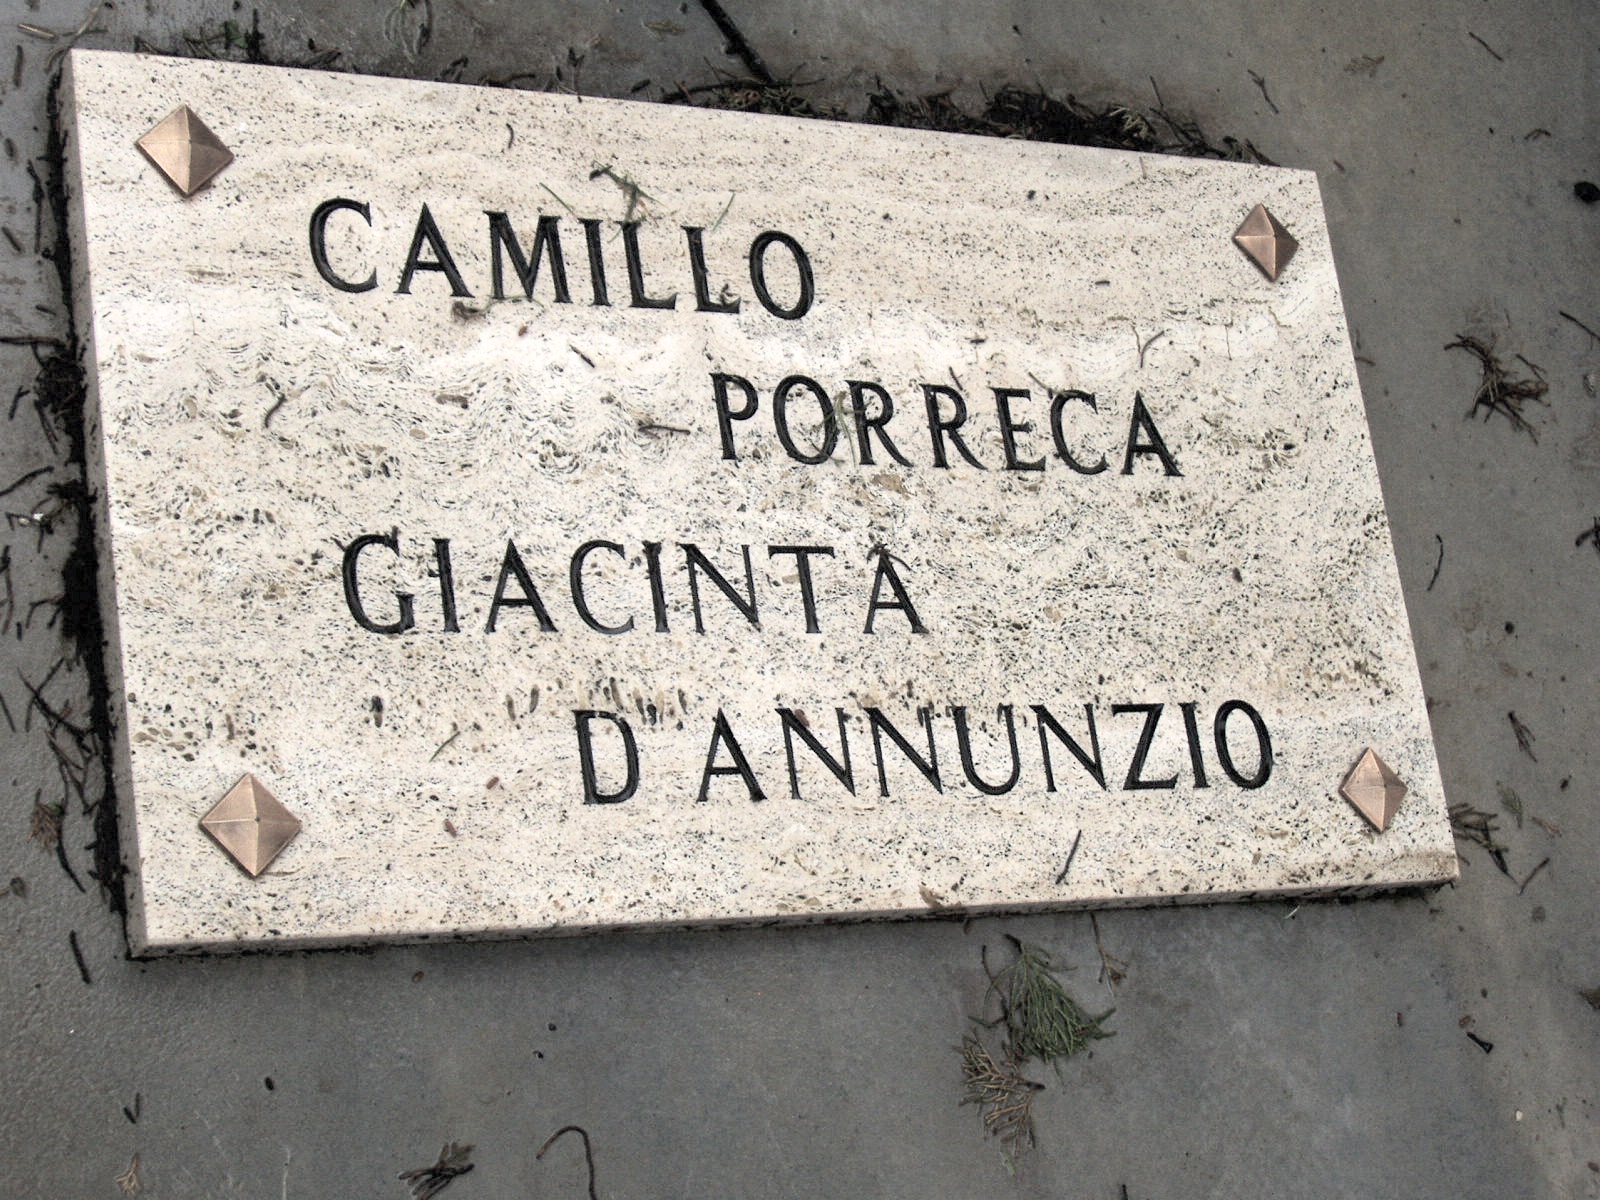 CAMILLO
PORRECA
GIACINTA
D ANNUNZIO